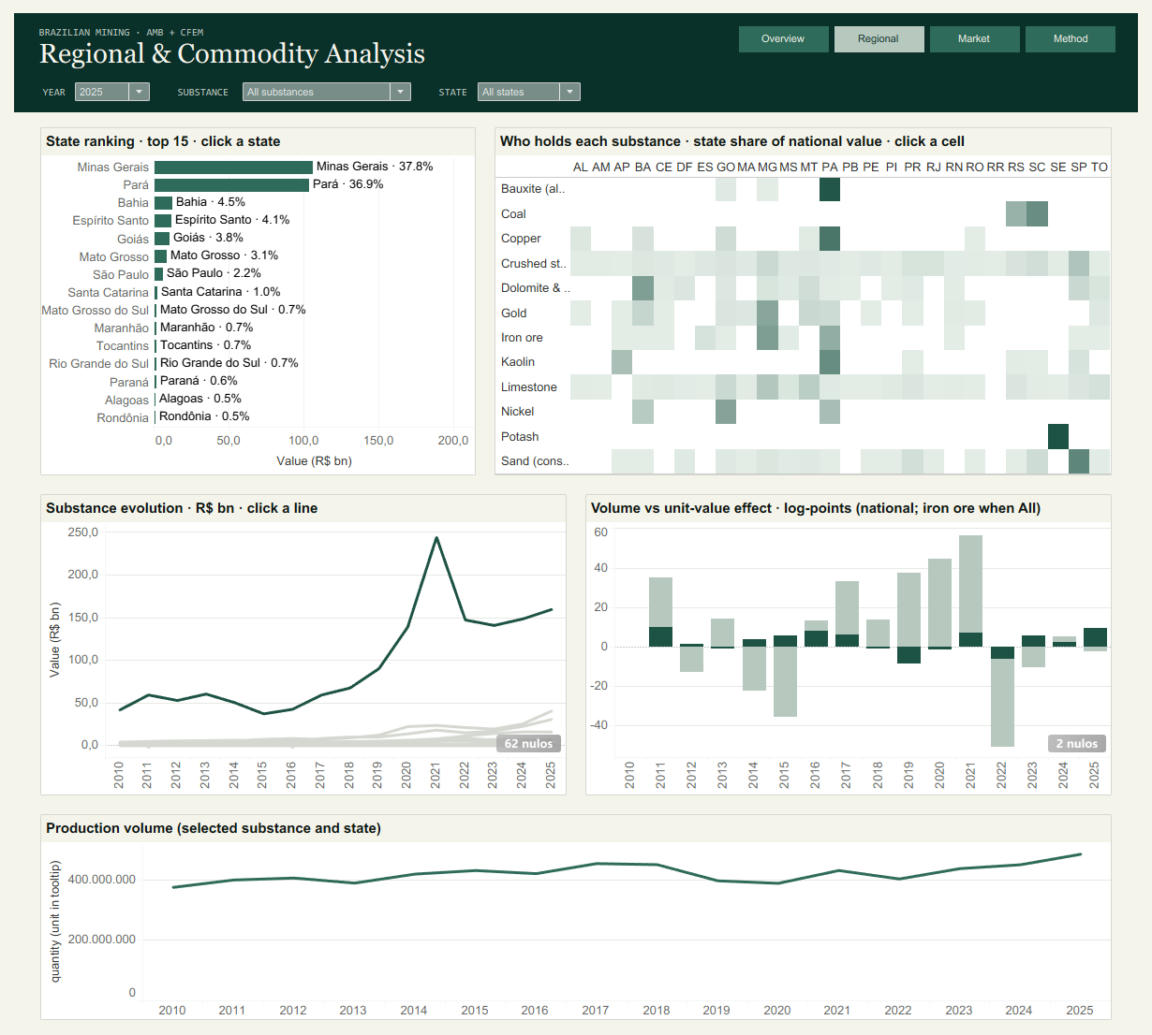 BRAZILIAN MINING · AMB + CFEM
Regional & Commodity Analysis
Overview
Regional
Market
Method
YEAR 2025
SUBSTANCE All substances
STATE All states
State ranking · top 15 · click a state
Minas Gerais Minas Gerais · 37.8%
Pará Pará · 36.9%
Bahia Bahia · 4.5%
Espírito Santo Espírito Santo · 4.1%
Goiás Goiás · 3.8%
Mato Grosso Mato Grosso · 3.1%
São Paulo São Paulo · 2.2%
Santa Catarina Santa Catarina · 1.0%
Mato Grosso do Sul Mato Grosso do Sul · 0.7%
Maranhão Maranhão · 0.7%
Tocantins Tocantins · 0.7%
Rio Grande do Sul Rio Grande do Sul · 0.7%
Paraná Paraná · 0.6%
Alagoas Alagoas · 0.5%
Rondônia Rondônia · 0.5%
0,0 50,0 100,0 150,0 200,0
Value (R$ bn)
Who holds each substance · state share of national value · click a cell
AL AM AP BA CE DF ES GO MA MG MS MT PA PB PE PI PR RJ RN RO RR RS SC SE SP TO
Bauxite (al..
Coal
Copper
Crushed st..
Dolomite & ..
Gold
Iron ore
Kaolin
Limestone
Nickel
Potash
Sand (cons..
Substance evolution · R$ bn · click a line
Value (R$ bn)
250,0
200,0
150,0
100,0
50,0
0,0
62 nulos
2010 2011 2012 2013 2014 2015 2016 2017 2018 2019 2020 2021 2022 2023 2024 2025
Volume vs unit-value effect · log-points (national; iron ore when All)
60
40
20
0
-20
-40
2 nulos
2010 2011 2012 2013 2014 2015 2016 2017 2018 2019 2020 2021 2022 2023 2024 2025
Production volume (selected substance and state)
quantity (unit in tooltip)
400.000.000
200.000.000
0
2010 2011 2012 2013 2014 2015 2016 2017 2018 2019 2020 2021 2022 2023 2024 2025